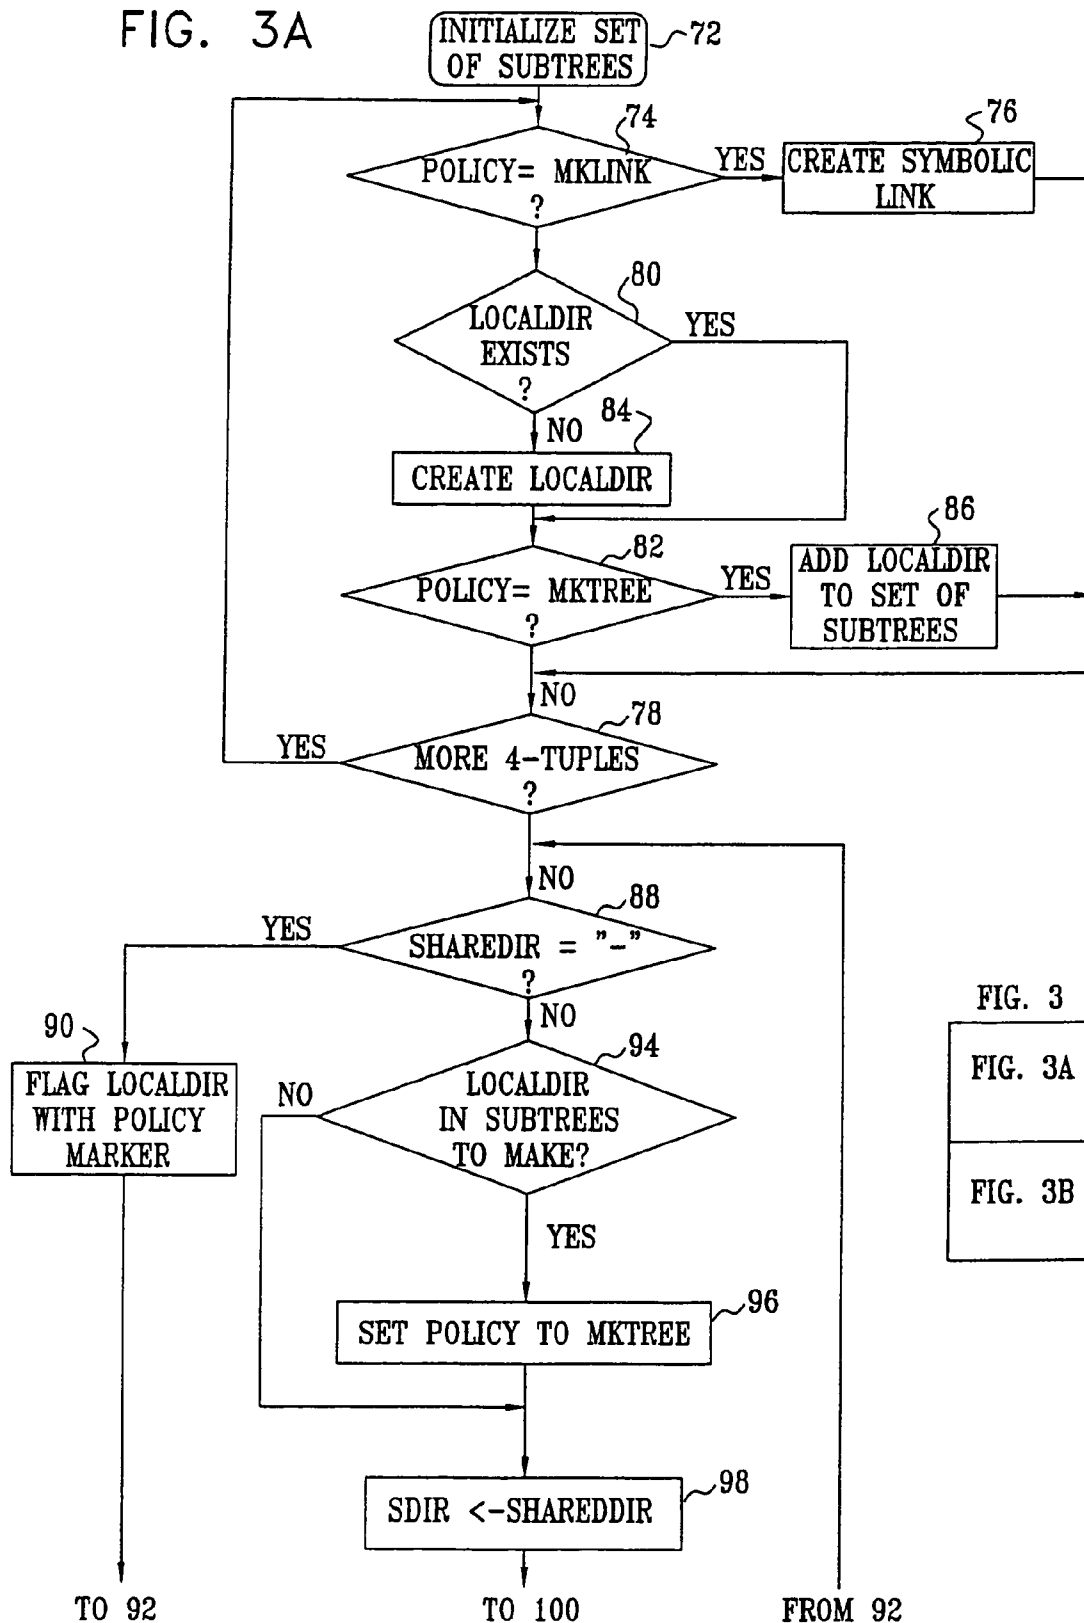 FIG. 3A
INITIALIZE SET
OF SUBTREES
72
74
POLICY= MKLINK
?
YES
76
CREATE SYMBOLIC
LINK
80
LOCALDIR
EXISTS
?
YES
NO
84
CREATE LOCALDIR
82
POLICY= MKTREE
?
YES
86
ADD LOCALDIR
TO SET OF
SUBTREES
NO
78
MORE 4-TUPLES
?
YES
NO
88
SHAREDIR = "-"
?
YES
NO
90
FLAG LOCALDIR
WITH POLICY
MARKER
94
LOCALDIR
IN SUBTREES
TO MAKE?
NO
YES
96
SET POLICY TO MKTREE
98
SDIR <-SHAREDDIR
TO 92
TO 100
FROM 92
FIG. 3
FIG. 3A
FIG. 3B